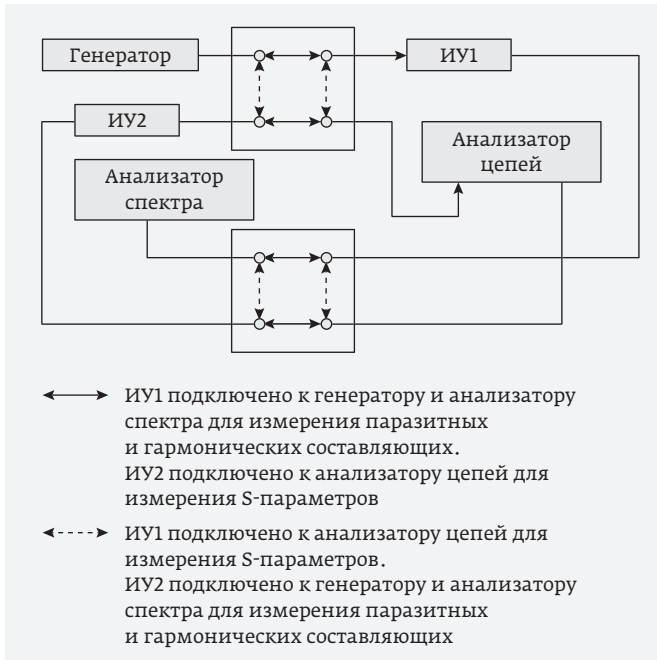 Генератор
ИУ1
ИУ2
Анализатор
цепей
Анализатор
спектра
ИУ1 подключено к генератору и анализатору
спектра для измерения паразитных
и гармонических составляющих.
ИУ2 подключено к анализатору цепей для
измерения S-параметров
ИУ1 подключено к анализатору цепей для
измерения S-параметров.
ИУ2 подключено к генератору и анализатору
спектра для измерения паразитных
и гармонических составляющих